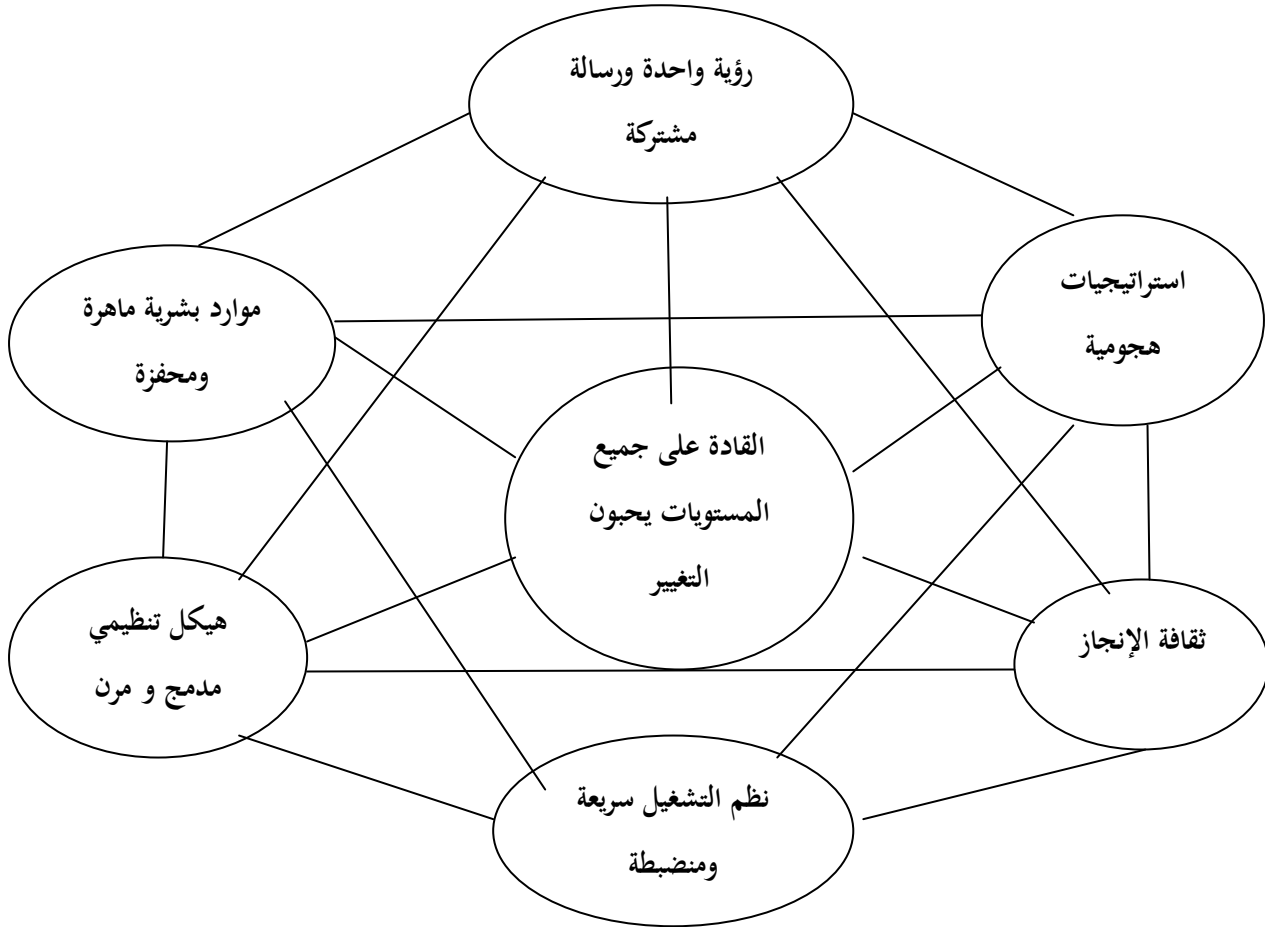 رؤية واحدة ورسالة
مشتركة
استراتيجيات
هجومية
موارد بشرية ماهرة
ومحفزة
القادة على جميع
المستويات يحبون
التغيير
ثقافة الإنجاز
هيكل تنظيمي
مدمج و مرن
نظم التشغيل سريعة
ومنضبطة